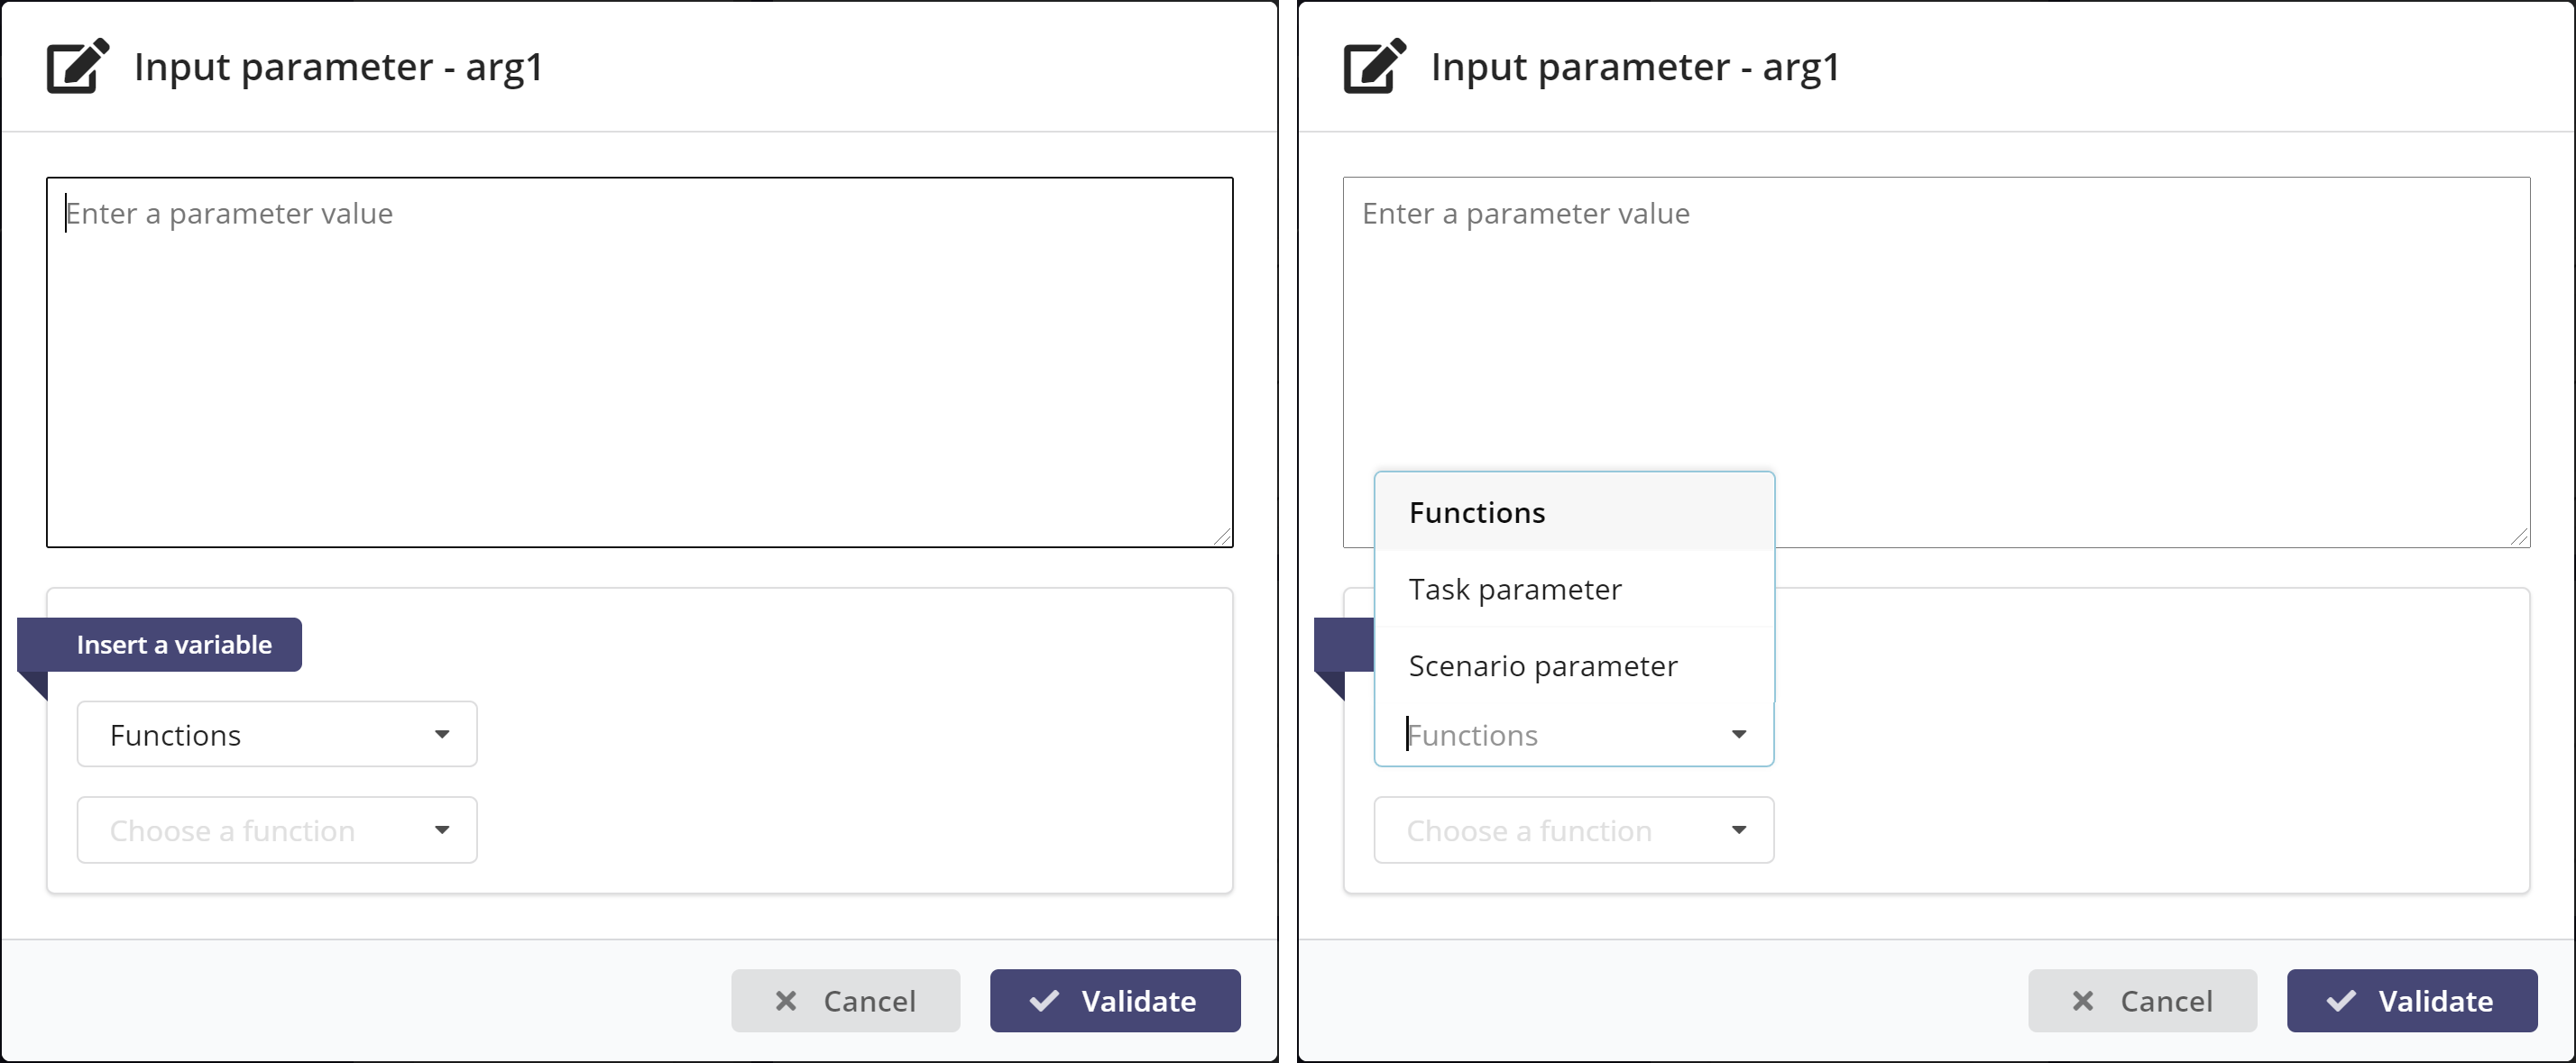 Input parameter - arg1
Enter a parameter value
Insert a variable
Functions
Choose a function
Cancel
Validate
Input parameter - arg1
Enter a parameter value
Functions
Task parameter
Scenario parameter
Functions
Choose a function
Cancel
Validate